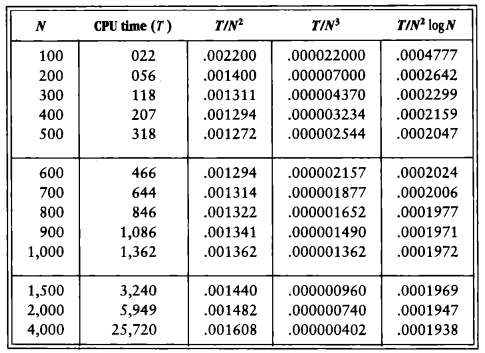 N CPU time (T) T/N² T/N³ T/N² log N
100 022 .002200 .000022000 .0004777
200 056 .001400 .000007000 .0002642
300 118 .001311 .000004370 .0002299
400 207 .001294 .000003234 .0002159
500 318 .001272 .000002544 .0002047
600 466 .001294 .000002157 .0002024
700 644 .001314 .000001877 .0002006
800 846 .001322 .000001652 .0001977
900 1,086 .001341 .000001490 .0001971
1,000 1,362 .001362 .000001362 .0001972
1,500 3,240 .001440 .000000960 .0001969
2,000 5,949 .001482 .000000740 .0001947
4,000 25,720 .001608 .000000402 .0001938